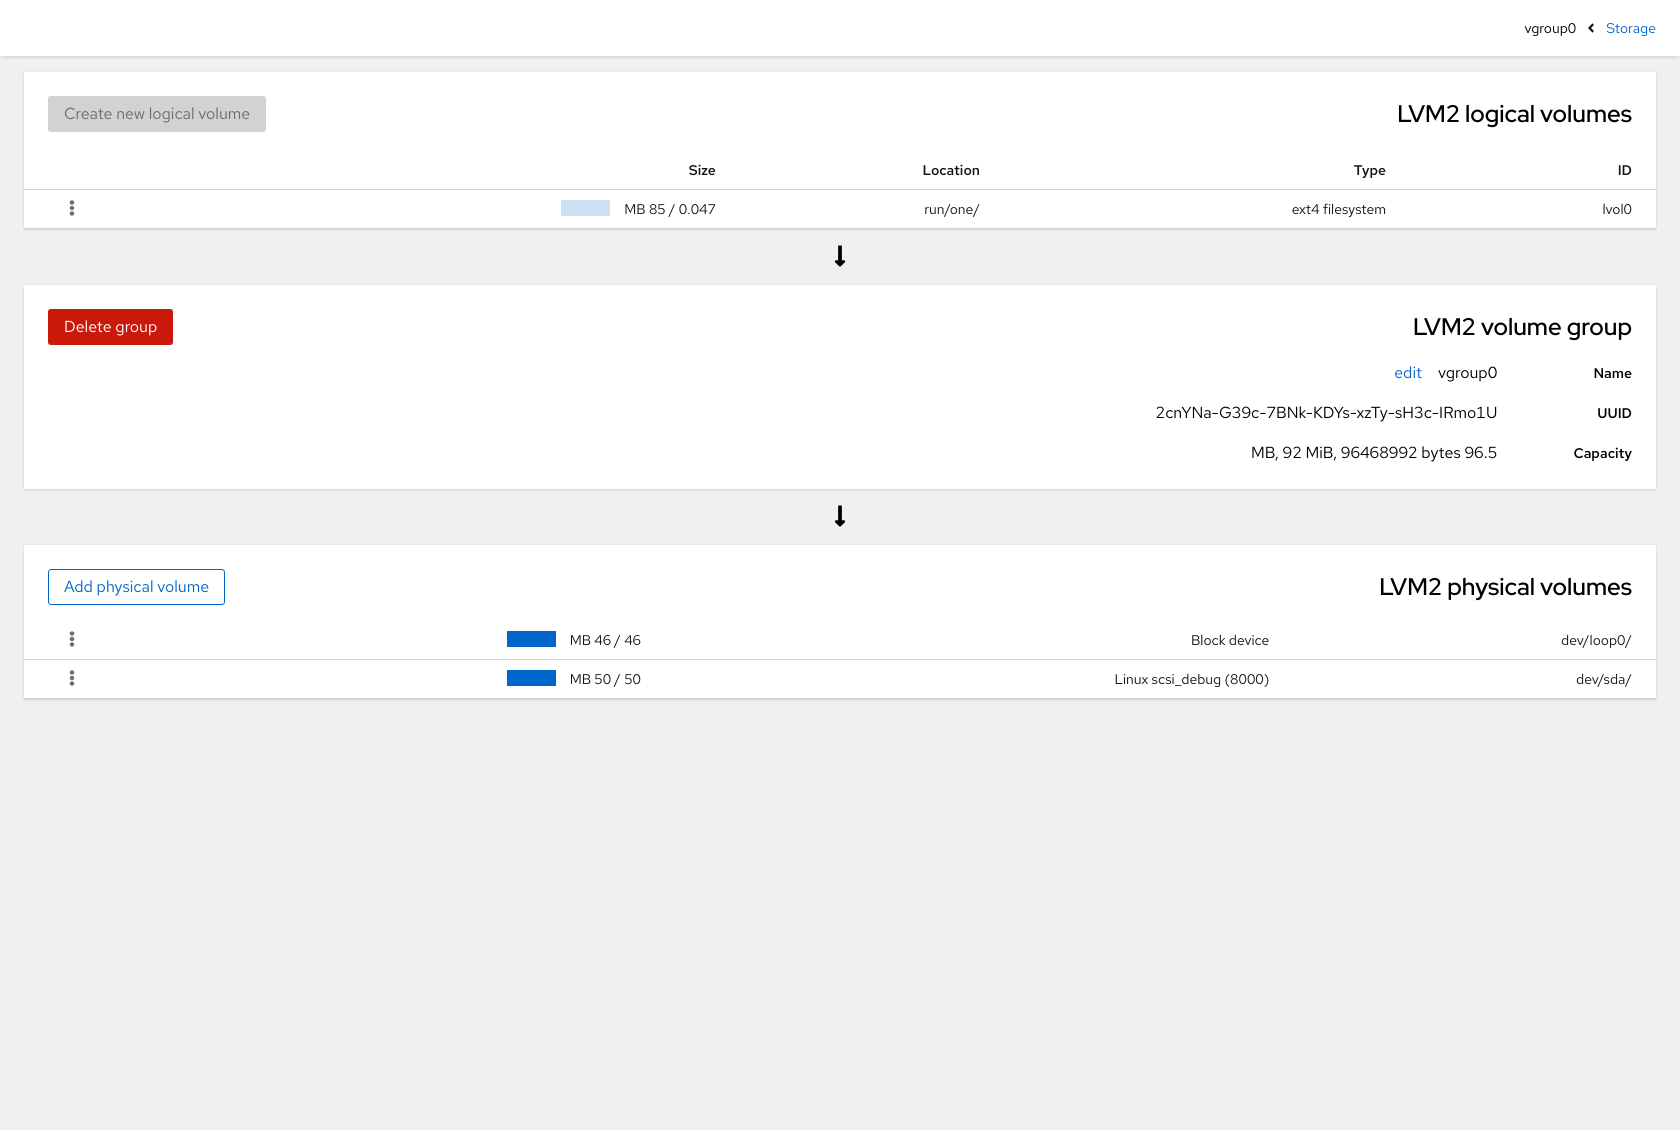 Storage vgroup0
LVM2 logical volumes Create new logical volume
ID Type Location Size
lvol0 ext4 filesystem run/one/ MB 85 / 0.047
LVM2 volume group Delete group
Name vgroup0 edit
UUID 2cnYNa-G39c-7BNk-KDYs-xzTy-sH3c-IRmo1U
Capacity MB, 92 MiB, 96468992 bytes 96.5
LVM2 physical volumes Add physical volume
dev/loop0/ Block device MB 46 / 46
dev/sda/ Linux scsi_debug (8000) MB 50 / 50